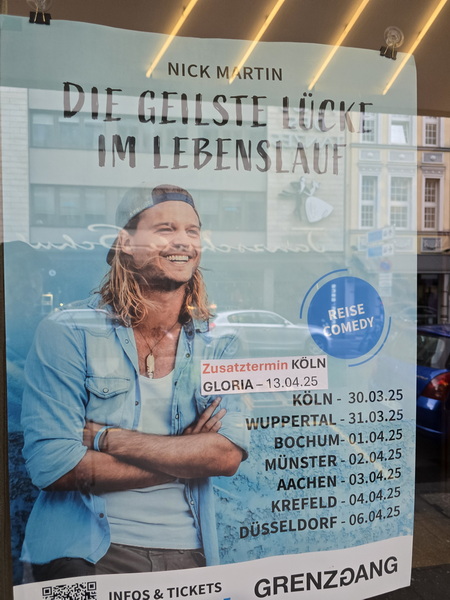 NICK MARTIN
DIE GEILSTE LÜCKE
IM LEBENSLAUF
REISE
COMEDY
Zusatztermin KÖLN
GLORIA – 13.04.25
KÖLN - 30.03.25
WUPPERTAL - 31.03.25
BOCHUM- 01.04.25
MÜNSTER - 02.04.25
AACHEN - 03.04.25
KREFELD - 04.04.25
DÜSSELDORF - 06.04.25
INFOS & TICKETS
GRENZGANG